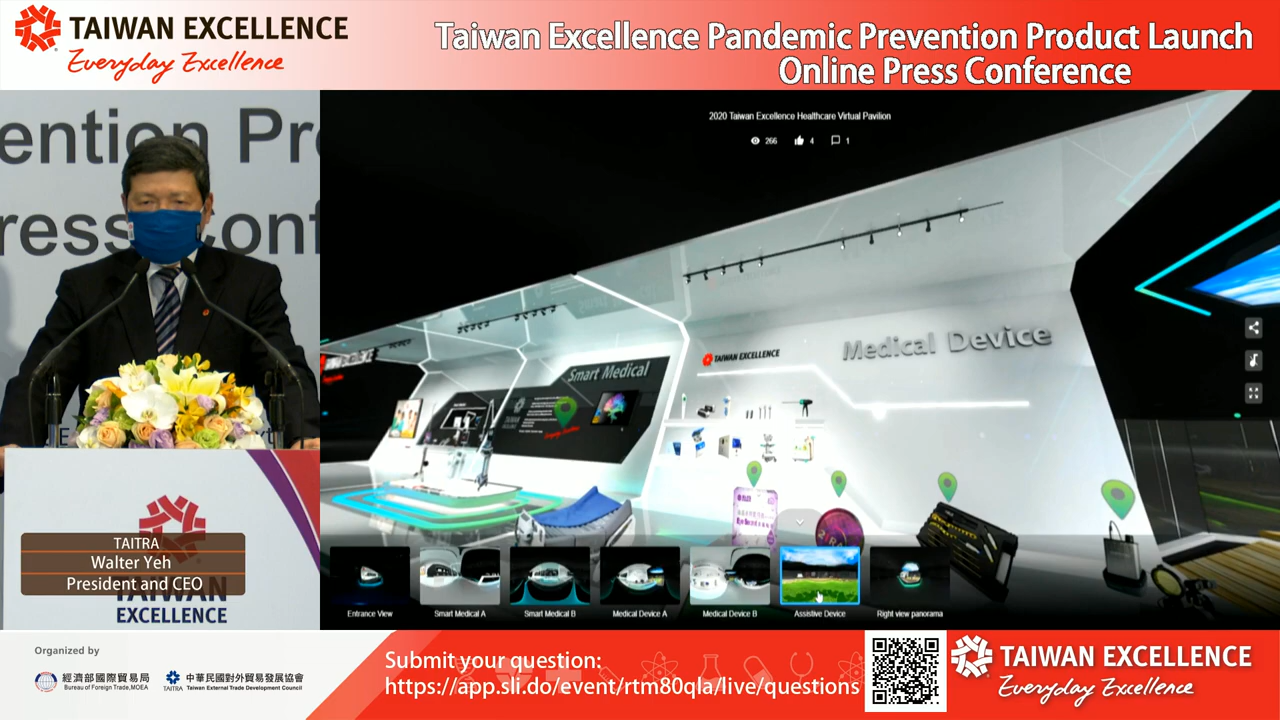 TAIWAN EXCELLENCE
Everyday Excellence
Taiwan Excellence Pandemic Prevention Product Launch
Online Press Conference
ention Pr
ress Conf
2020 Taiwan Excellence Healthcare Virtual Pavilion
266 4 1
Medical Device
TAIWAN EXCELLENCE
Smart Medical
TAITRA
Walter Yeh
President and CEO
TAIWAN
EXCELLENCE
Entrance View
Smart Medical A
Smart Medical B
Medical Device A
Medical Device B
Assistive Device
Right view panorama
Organized by
經濟部國際貿易局
Bureau of Foreign Trade,MOEA
TAITRA
中華民國對外貿易發展協會
Taiwan External Trade Development Council
Submit your question:
https://app.sli.do/event/rtm80qla/live/questions
TAIWAN EXCELLENCE
Everyday Excellence